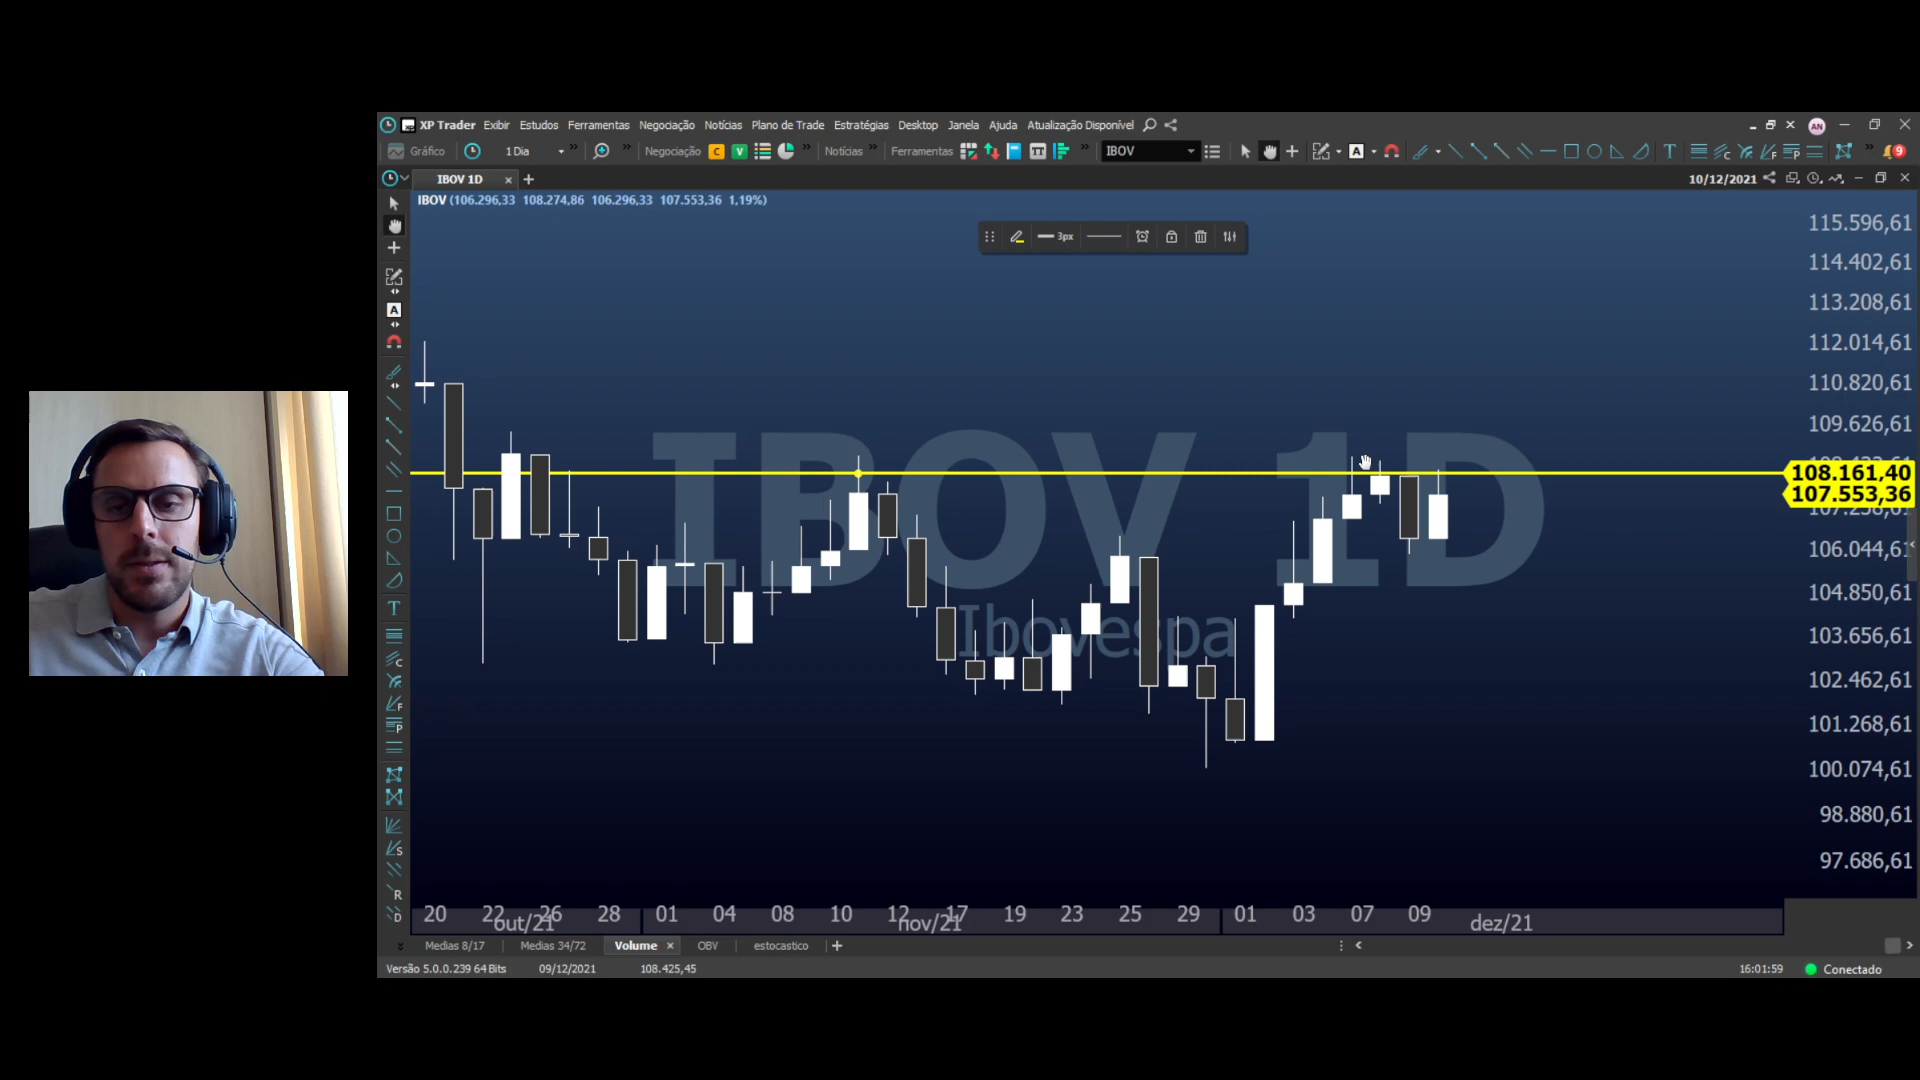 XP Trader Exibir Estudos Ferramentas Negociação Notícias Plano de Trade Estratégias Desktop Janela Ajuda Atualização Disponível AN
Gráfico 1 Dia Negociação C V Notícias Ferramentas IBOV A T 9
IBOV 1D 10/12/2021
IBOV (106.296,33 108.274,86 106.296,33 107.553,36 1,19%)
3px
IBOV 1D
Ibovespa
115.596,61
114.402,61
113.208,61
112.014,61
110.820,61
109.626,61
108.161,40
107.553,36
106.044,61
104.850,61
103.656,61
102.462,61
101.268,61
100.074,61
98.880,61
97.686,61
20 22 26 28 01 04 08 10 12 17 19 23 25 29 01 03 07 09
out/21 nov/21 dez/21
Medias 8/17 Medias 34/72 Volume OBV estocastico
Versão 5.0.0.239 64 Bits 09/12/2021 108.425,45 16:01:59 Conectado